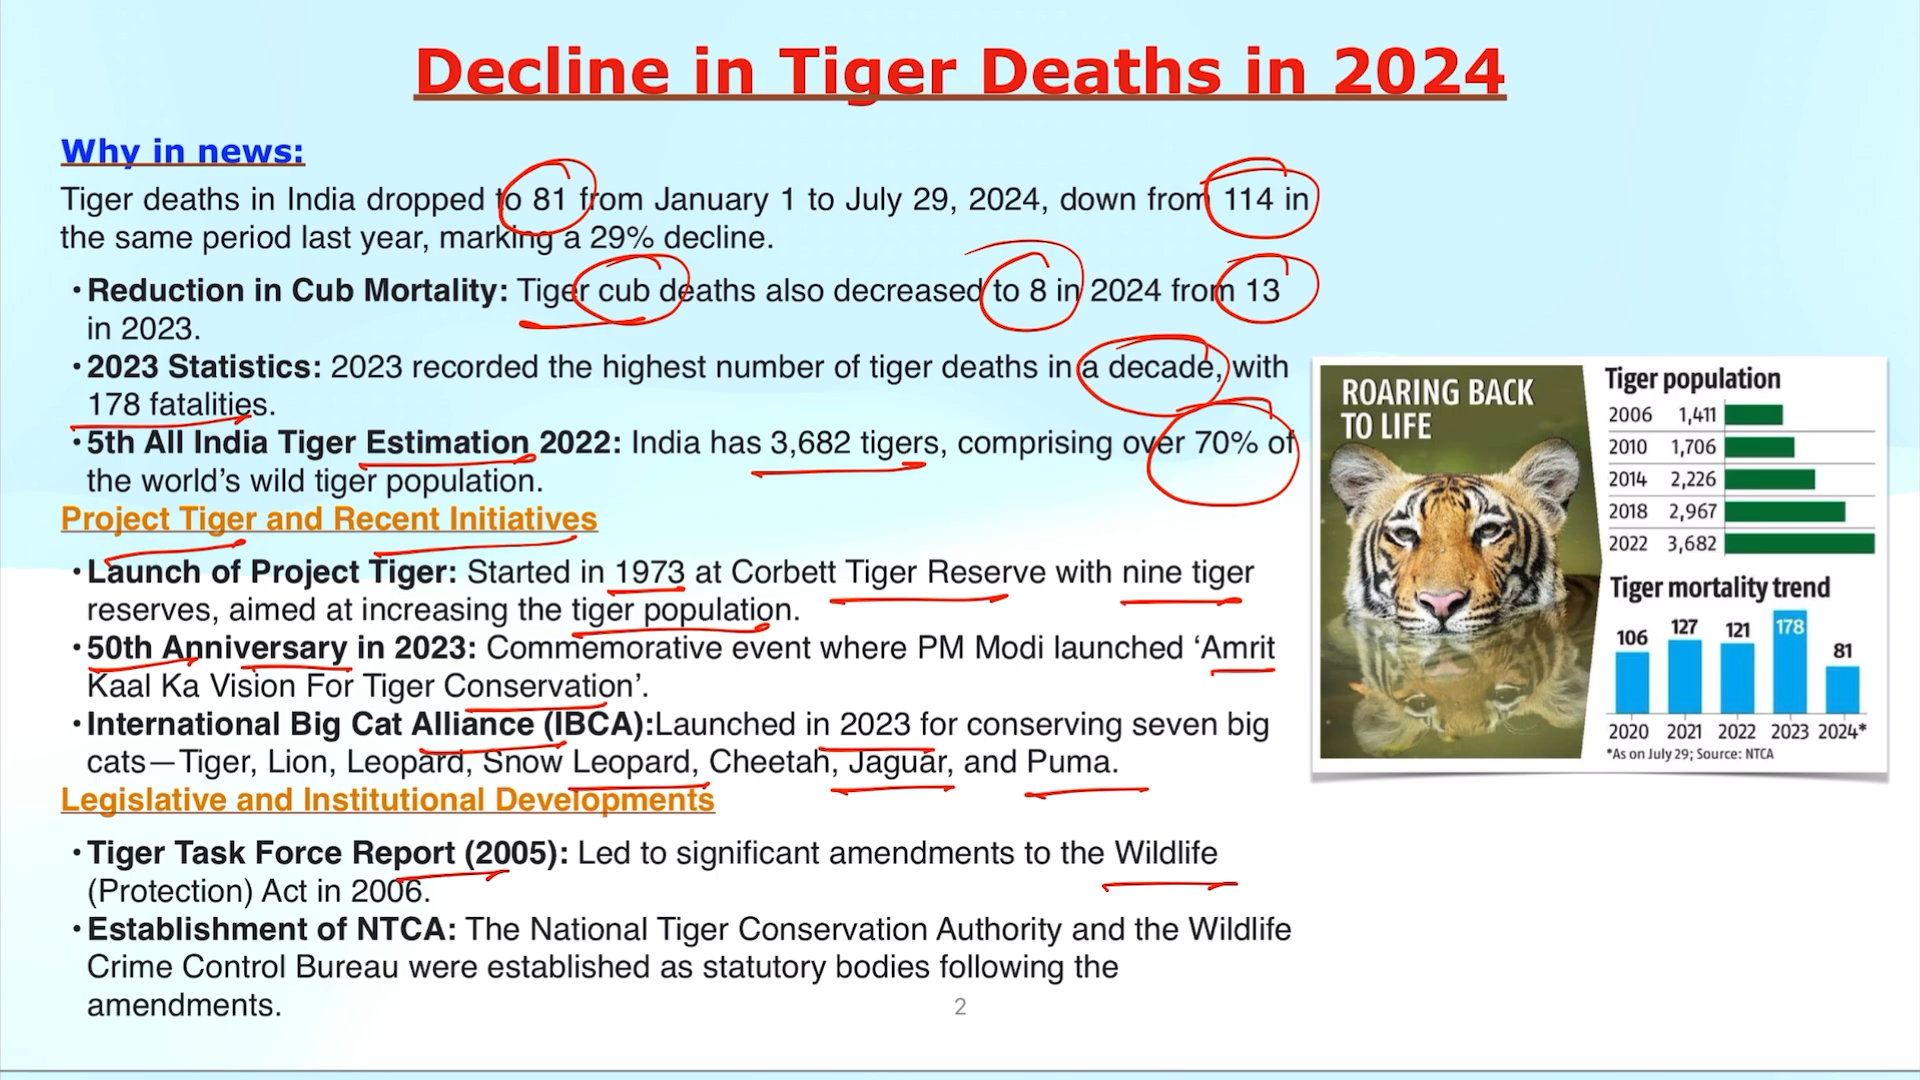 Decline in Tiger Deaths in 2024
Why in news:
Tiger deaths in India dropped to 81 from January 1 to July 29, 2024, down from 114 in
the same period last year, marking a 29% decline.
•Reduction in Cub Mortality: Tiger cub deaths also decreased to 8 in 2024 from 13
in 2023.
•2023 Statistics: 2023 recorded the highest number of tiger deaths in a decade, with
178 fatalities.
•5th All India Tiger Estimation 2022: India has 3,682 tigers, comprising over 70% of
the world’s wild tiger population.
Project Tiger and Recent Initiatives
•Launch of Project Tiger: Started in 1973 at Corbett Tiger Reserve with nine tiger
reserves, aimed at increasing the tiger population.
•50th Anniversary in 2023: Commemorative event where PM Modi launched ‘Amrit
Kaal Ka Vision For Tiger Conservation’.
•International Big Cat Alliance (IBCA):Launched in 2023 for conserving seven big
cats—Tiger, Lion, Leopard, Snow Leopard, Cheetah, Jaguar, and Puma.
Legislative and Institutional Developments
•Tiger Task Force Report (2005): Led to significant amendments to the Wildlife
(Protection) Act in 2006.
•Establishment of NTCA: The National Tiger Conservation Authority and the Wildlife
Crime Control Bureau were established as statutory bodies following the
amendments.
2
ROARING BACK
TO LIFE
Tiger population
2006 1,411
2010 1,706
2014 2,226
2018 2,967
2022 3,682
Tiger mortality trend
106 127 121 178 81
2020 2021 2022 2023 2024*
*As on July 29; Source: NTCA